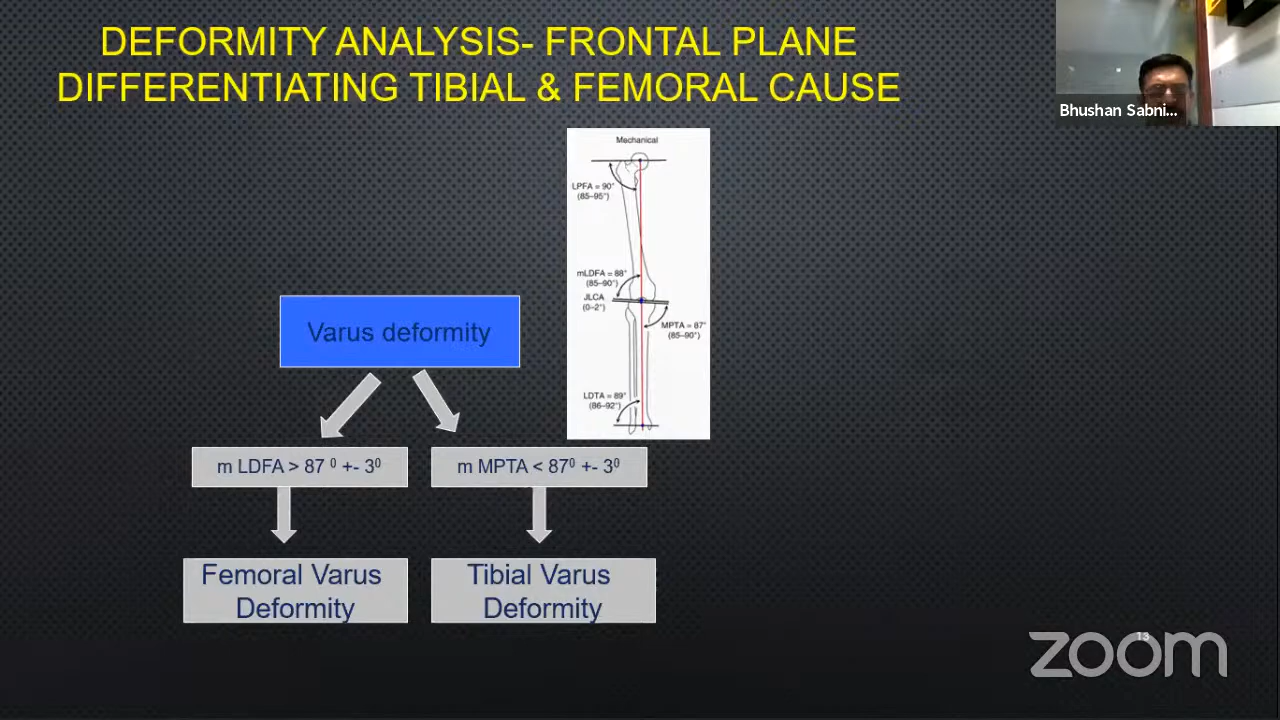 DEFORMITY ANALYSIS- FRONTAL PLANE
DIFFERENTIATING TIBIAL & FEMORAL CAUSE
Bhushan Sabni...
Mechanical
LPFA = 90°
(85–95°)
mLDFA = 88°
(85–90°)
JLCA
(0–2°)
MPTA = 87°
(85–90°)
LDTA = 89°
(86–92°)
Varus deformity
m LDFA > 87 ⁰ +- 3⁰
m MPTA < 87⁰ +- 3⁰
Femoral Varus
Deformity
Tibial Varus
Deformity
13
zoom